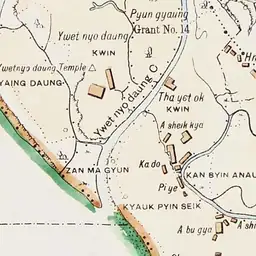 Pyun gyaung
Grant No. 14
Ywet nyo daung
KWIN
Ywetnyo daung Temple
YAING DAUNG
Ywet nyo daung C
Tha yet ok
KWIN
A sheik kya
Ka do
ZAN MA GYUN
KAN BYIN ANAU
Pi ye
KYAUK PYIN SEIK
A bu gya
A shi